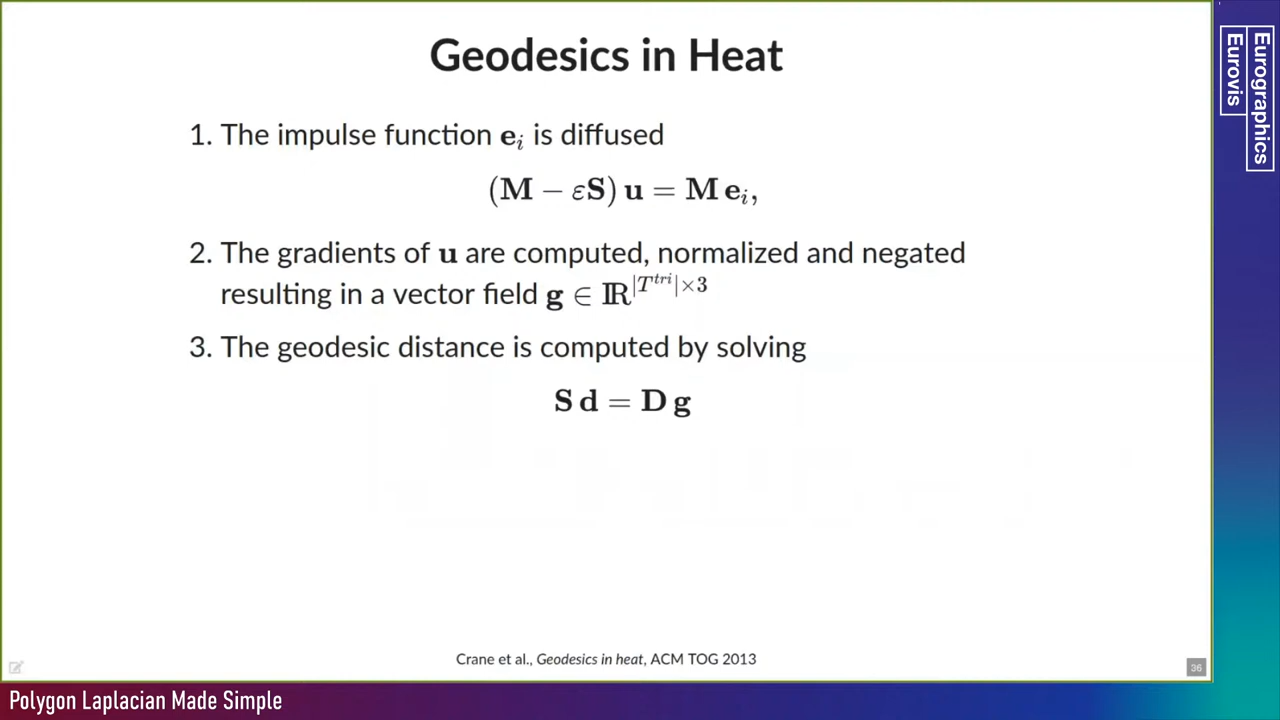 Geodesics in Heat
1. The impulse function e_i is diffused
(M − εS) u = M e_i,
2. The gradients of u are computed, normalized and negated
resulting in a vector field g ∈ ℝ^{|T^{tri}|×3}
3. The geodesic distance is computed by solving
S d = D g
Crane et al., Geodesics in heat, ACM TOG 2013
36
Polygon Laplacian Made Simple
Eurographics
Eurovis